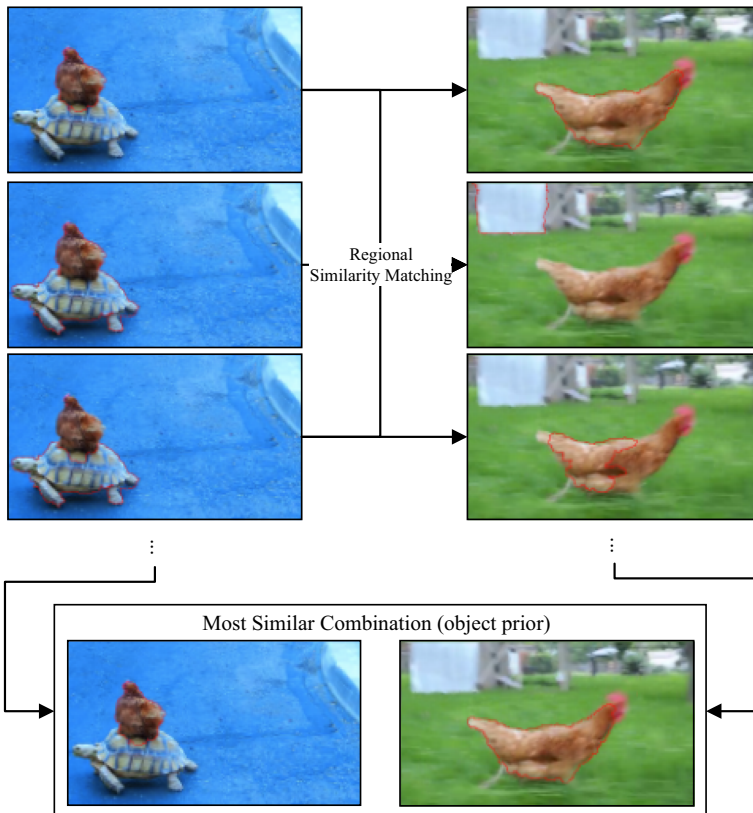 Regional
Similarity Matching
...
...
Most Similar Combination (object prior)